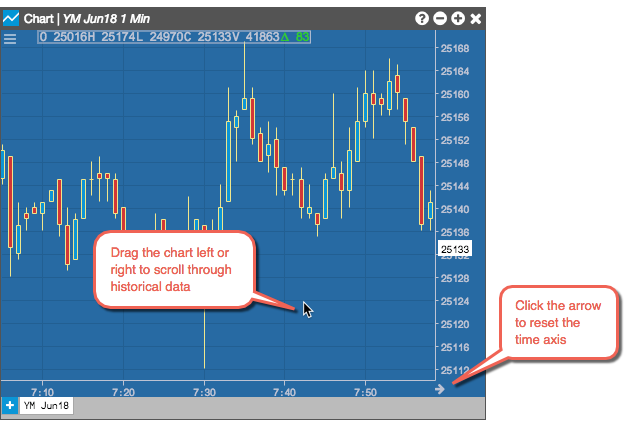 Chart | YM Jun18 1 Min
O 25016H 25174L 24970C 25133V 41863Δ 83
25168
25164
25160
25156
25152
25148
25144
25140
25136
25133
25132
25128
25124
25120
25116
25112
Drag the chart left or
right to scroll through
historical data
Click the arrow
to reset the
time axis
7:10 7:20 7:30 7:40 7:50
+ YM Jun18